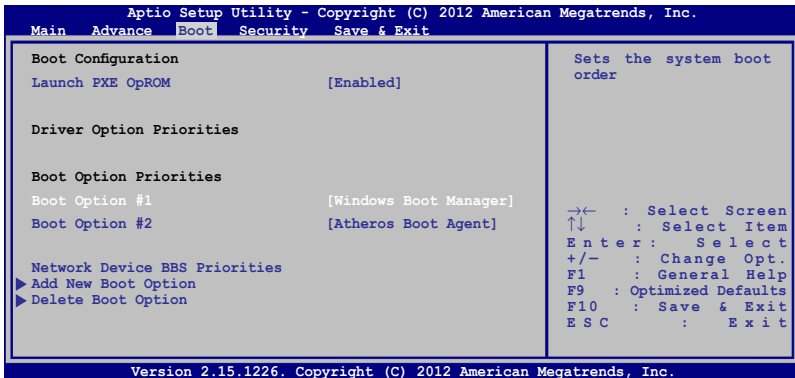 Aptio Setup Utility - Copyright (C) 2012 American Megatrends, Inc.
Main Advance Boot Security Save & Exit
Boot Configuration
Launch PXE OpROM [Enabled]
Driver Option Priorities
Boot Option Priorities
Boot Option #1 [Windows Boot Manager]
Boot Option #2 [Atheros Boot Agent]
Network Device BBS Priorities
Add New Boot Option
Delete Boot Option
Sets the system boot
order
→← : Select Screen
↑↓ : Select Item
Enter: Select
+/— : Change Opt.
F1 : General Help
F9 : Optimized Defaults
F10 : Save & Exit
ESC : Exit
Version 2.15.1226. Copyright (C) 2012 American Megatrends, Inc.